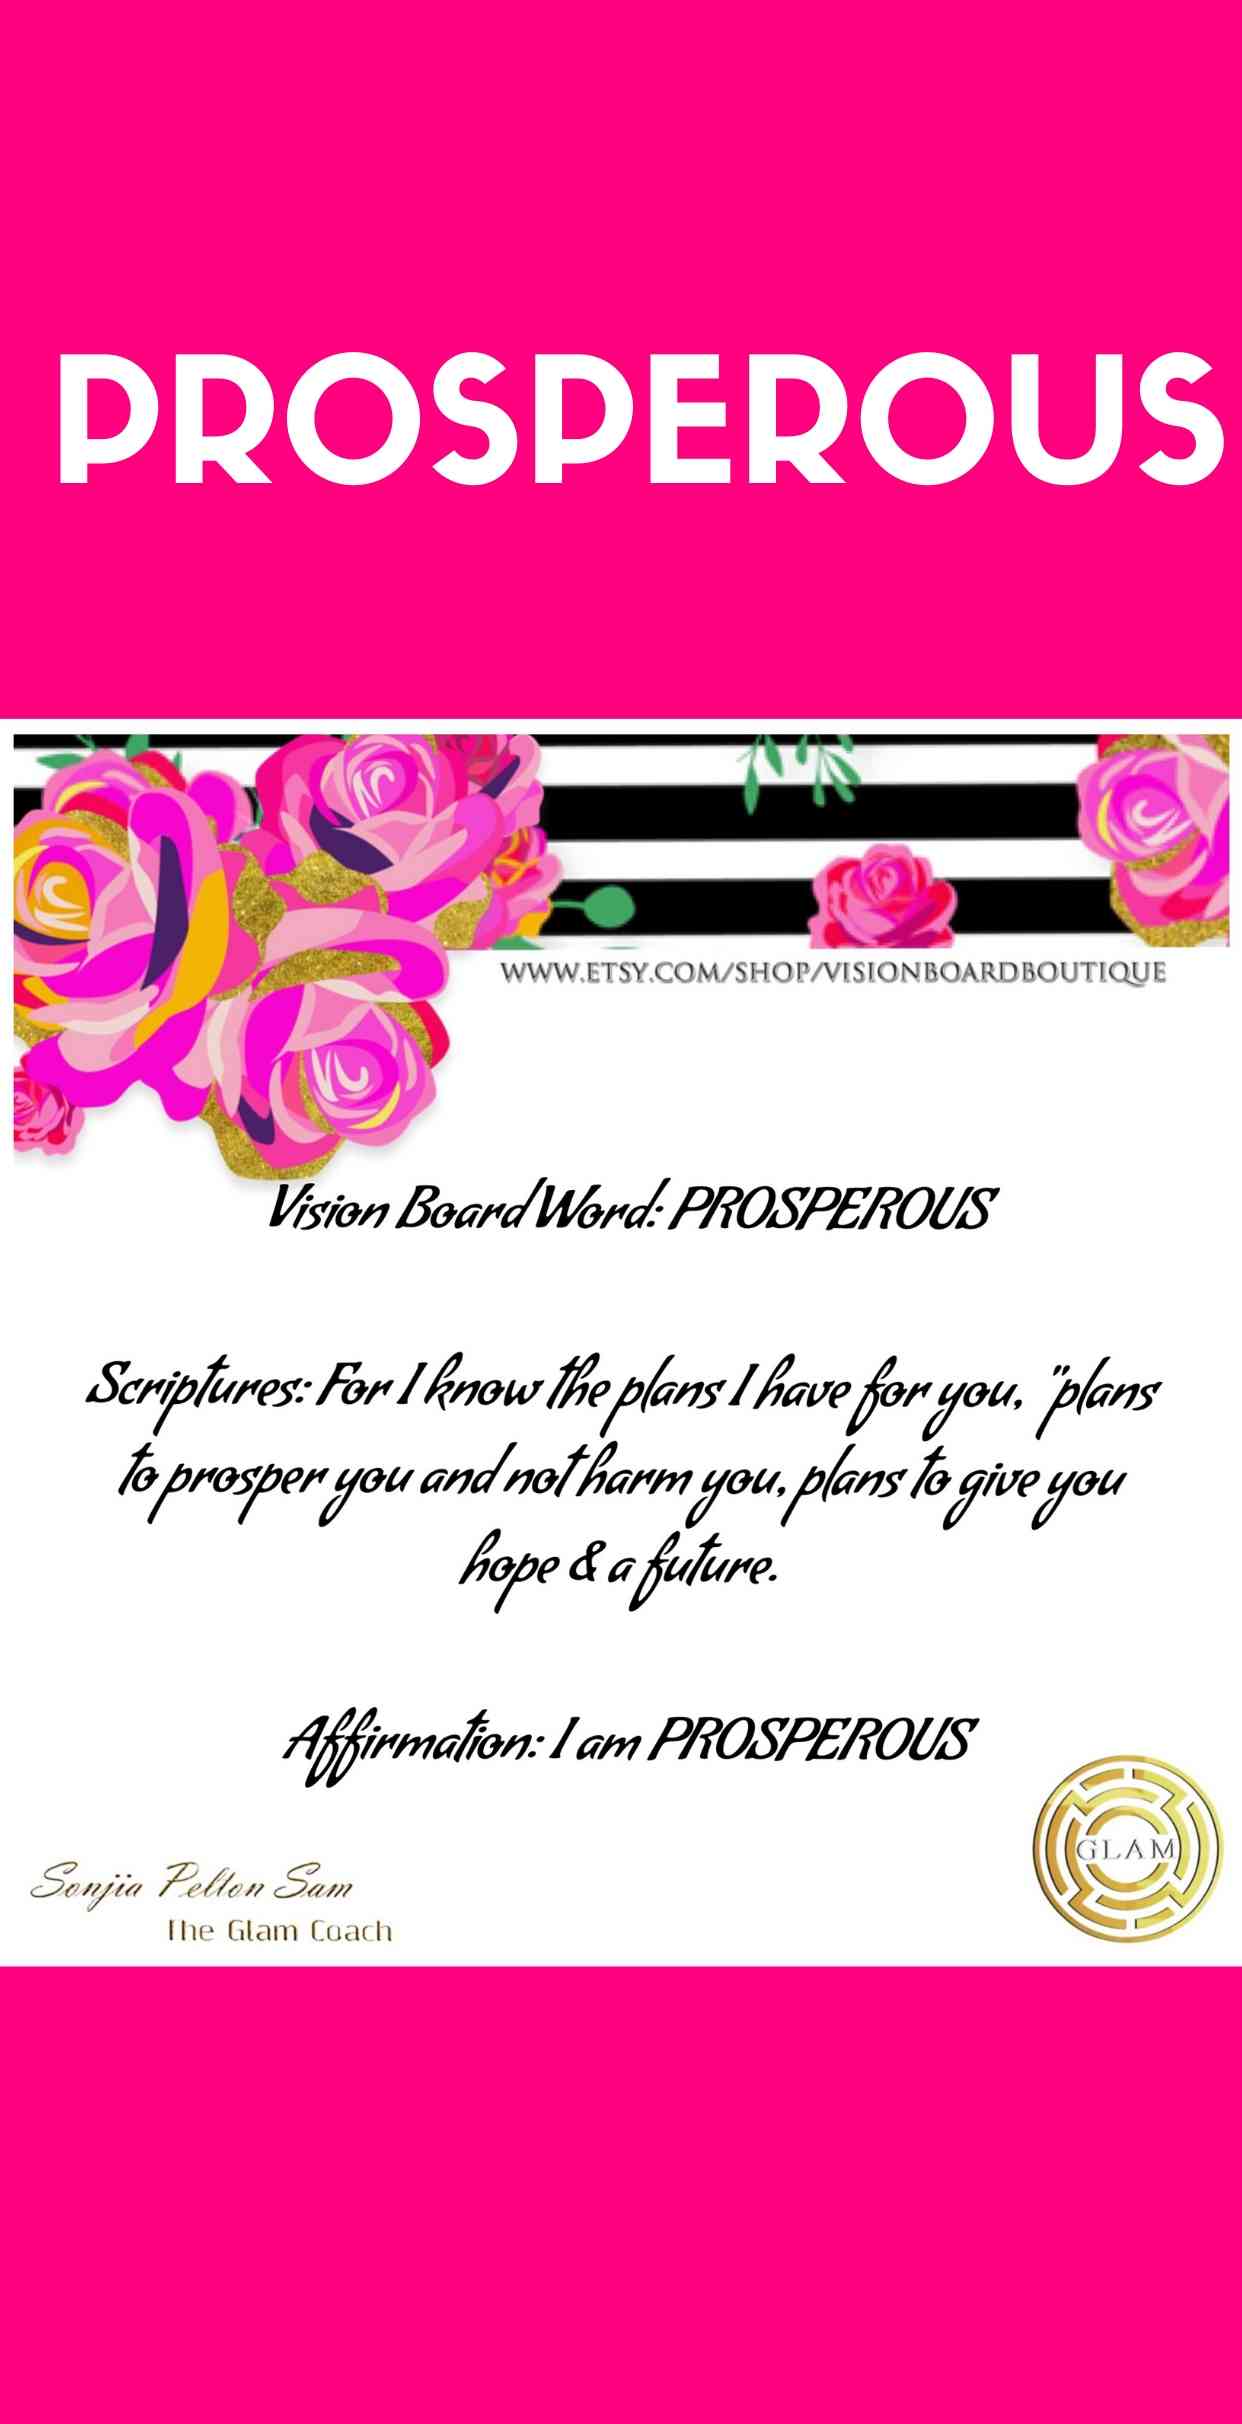 PROSPEROUS
WWW.ETSY.COM/SHOP/VISIONBOARDBOUTIQUE
Vision Board Word: PROSPEROUS
Scriptures: For I know the plans I have for you, "plans
to prosper you and not harm you, plans to give you
hope & a future.
Affirmation: I am PROSPEROUS
GLAM
Sonjia Pelton Sam
The Glam Coach